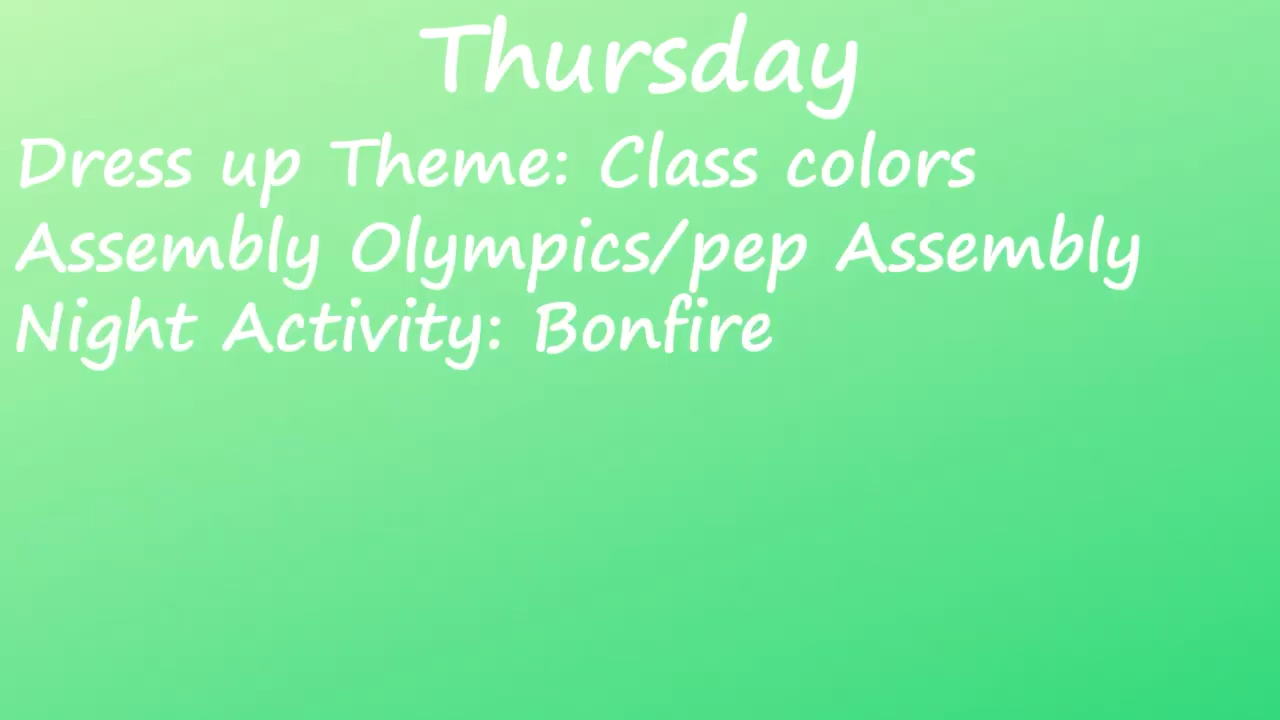 Thursday
Dress up Theme: Class colors
Assembly Olympics/pep Assembly
Night Activity: Bonfire